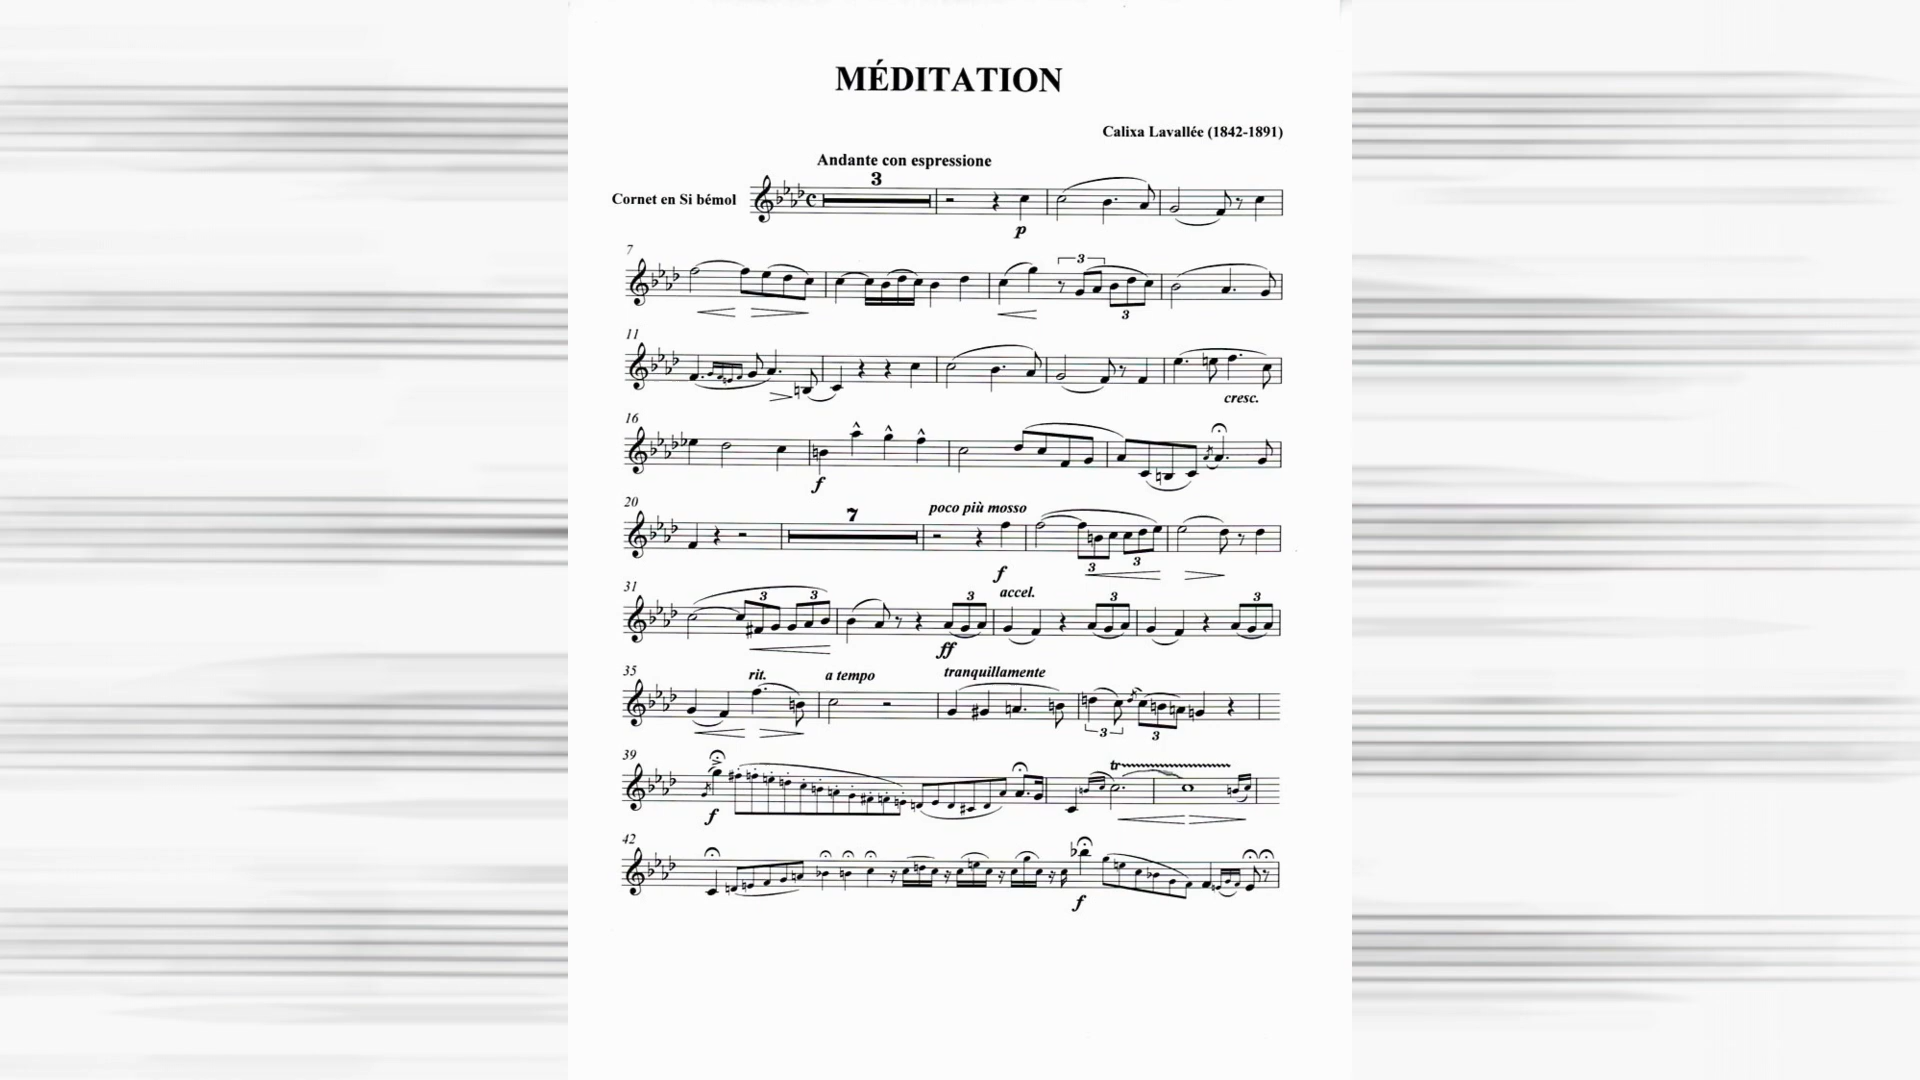 MÉDITATION
Calixa Lavallée (1842-1891)
Andante con espressione
3
Cornet en Si bémol
p
7
3
3
11
cresc.
16
f
20
7
poco più mosso
f
3
3
31
3
3
ff
3
accel.
3
3
35
rit.
a tempo
tranquillamente
3
3
39
f
tr
42
f